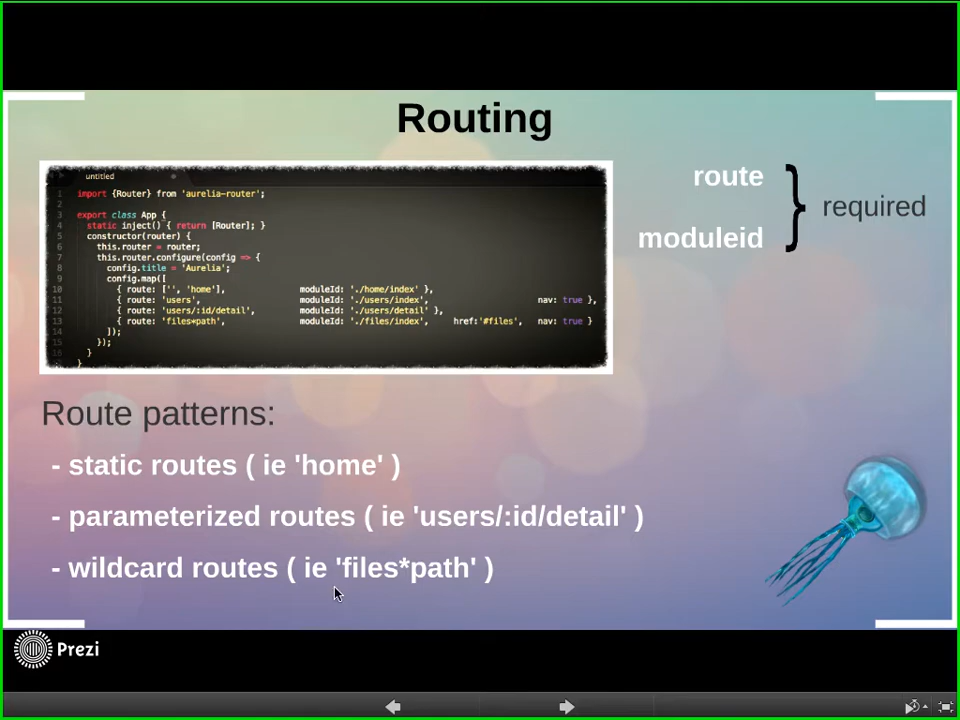 Routing
untitled
1 import {Router} from 'aurelia-router';
2
3 export class App {
4 static inject() { return [Router]; }
5 constructor(router) {
6 this.router = router;
7 this.router.configure(config => {
8 config.title = 'Aurelia';
9 config.map([
10 { route: ['', 'home'], moduleId: './home/index' },
11 { route: 'users', moduleId: './users/index', nav: true },
12 { route: 'users/:id/detail', moduleId: './users/detail' },
13 { route: 'files*path', moduleId: './files/index', href:'#files', nav: true }
14 ]);
15 });
16 }
}
route
moduleid
} required
Route patterns:
- static routes ( ie 'home' )
- parameterized routes ( ie 'users/:id/detail' )
- wildcard routes ( ie 'files*path' )
Prezi